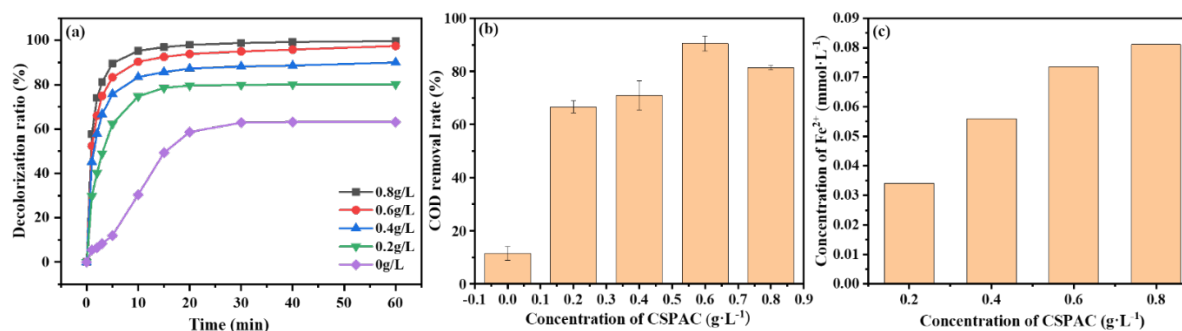 (a)
Decolorization ratio (%)
100
80
60
40
20
0
0.8g/L
0.6g/L
0.4g/L
0.2g/L
0g/L
0 10 20 30 40 50 60
Time (min)
(b)
COD removal rate (%)
100
80
60
40
20
0
-0.1 0.0 0.1 0.2 0.3 0.4 0.5 0.6 0.7 0.8 0.9
Concentration of CSPAC (g·L⁻¹)
(c)
Concentration of Fe²⁺ (mmol·L⁻¹)
0.09
0.08
0.07
0.06
0.05
0.04
0.03
0.02
0.01
0.00
0.2 0.4 0.6 0.8
Concentration of CSPAC (g·L⁻¹)